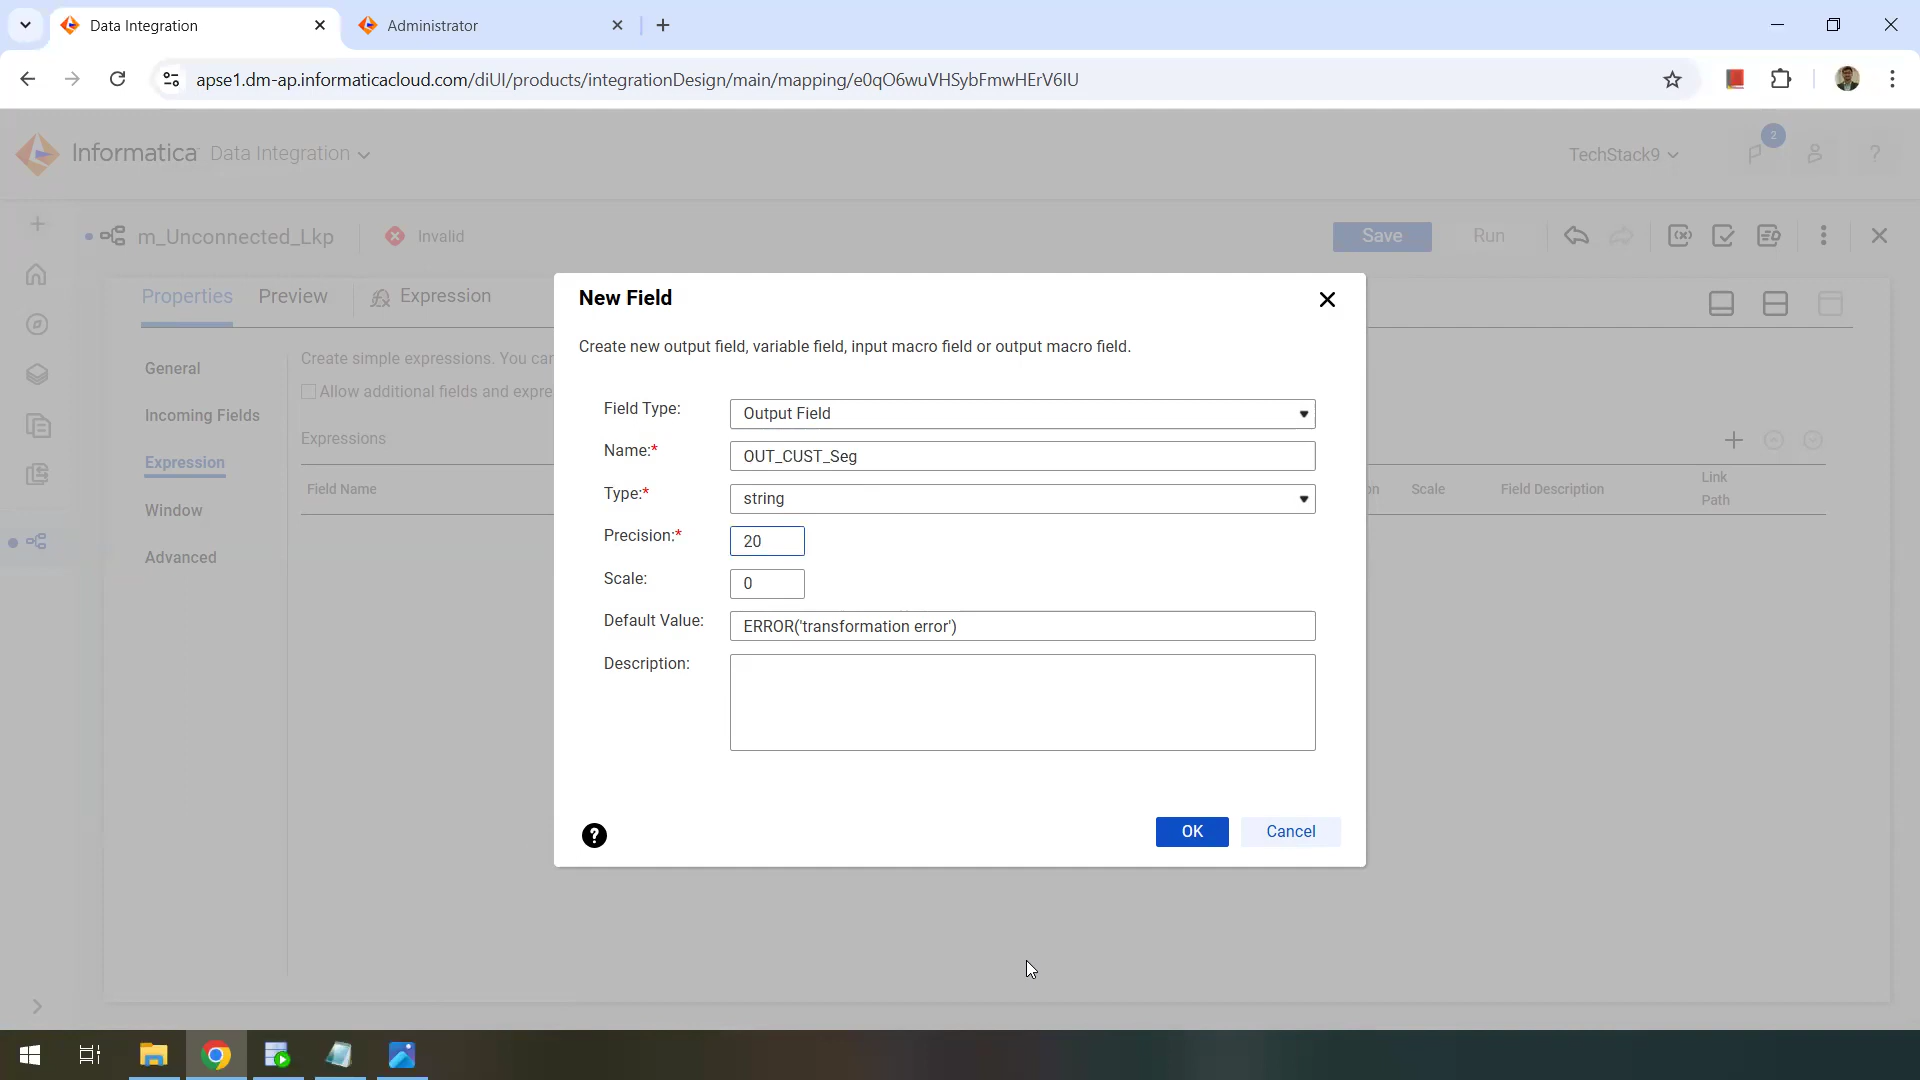 Data Integration
Administrator
apse1.dm-ap.informaticacloud.com/diUI/products/integrationDesign/main/mapping/e0qO6wuVHSybFmwHErV6IU
Informatica Data Integration
TechStack9
2
?
m_Unconnected_Lkp
Invalid
Save
Run
Properties
Preview
Expression
New Field
Create new output field, variable field, input macro field or output macro field.
General
Incoming Fields
Expression
Window
Advanced
Create simple expressions. You can
Allow additional fields and expre
Expressions
Field Name
on
Scale
Field Description
Link
Path
Field Type:
Output Field
Name:*
OUT_CUST_Seg
Type:*
string
Precision:*
20
Scale:
0
Default Value:
ERROR('transformation error')
Description:
?
OK
Cancel